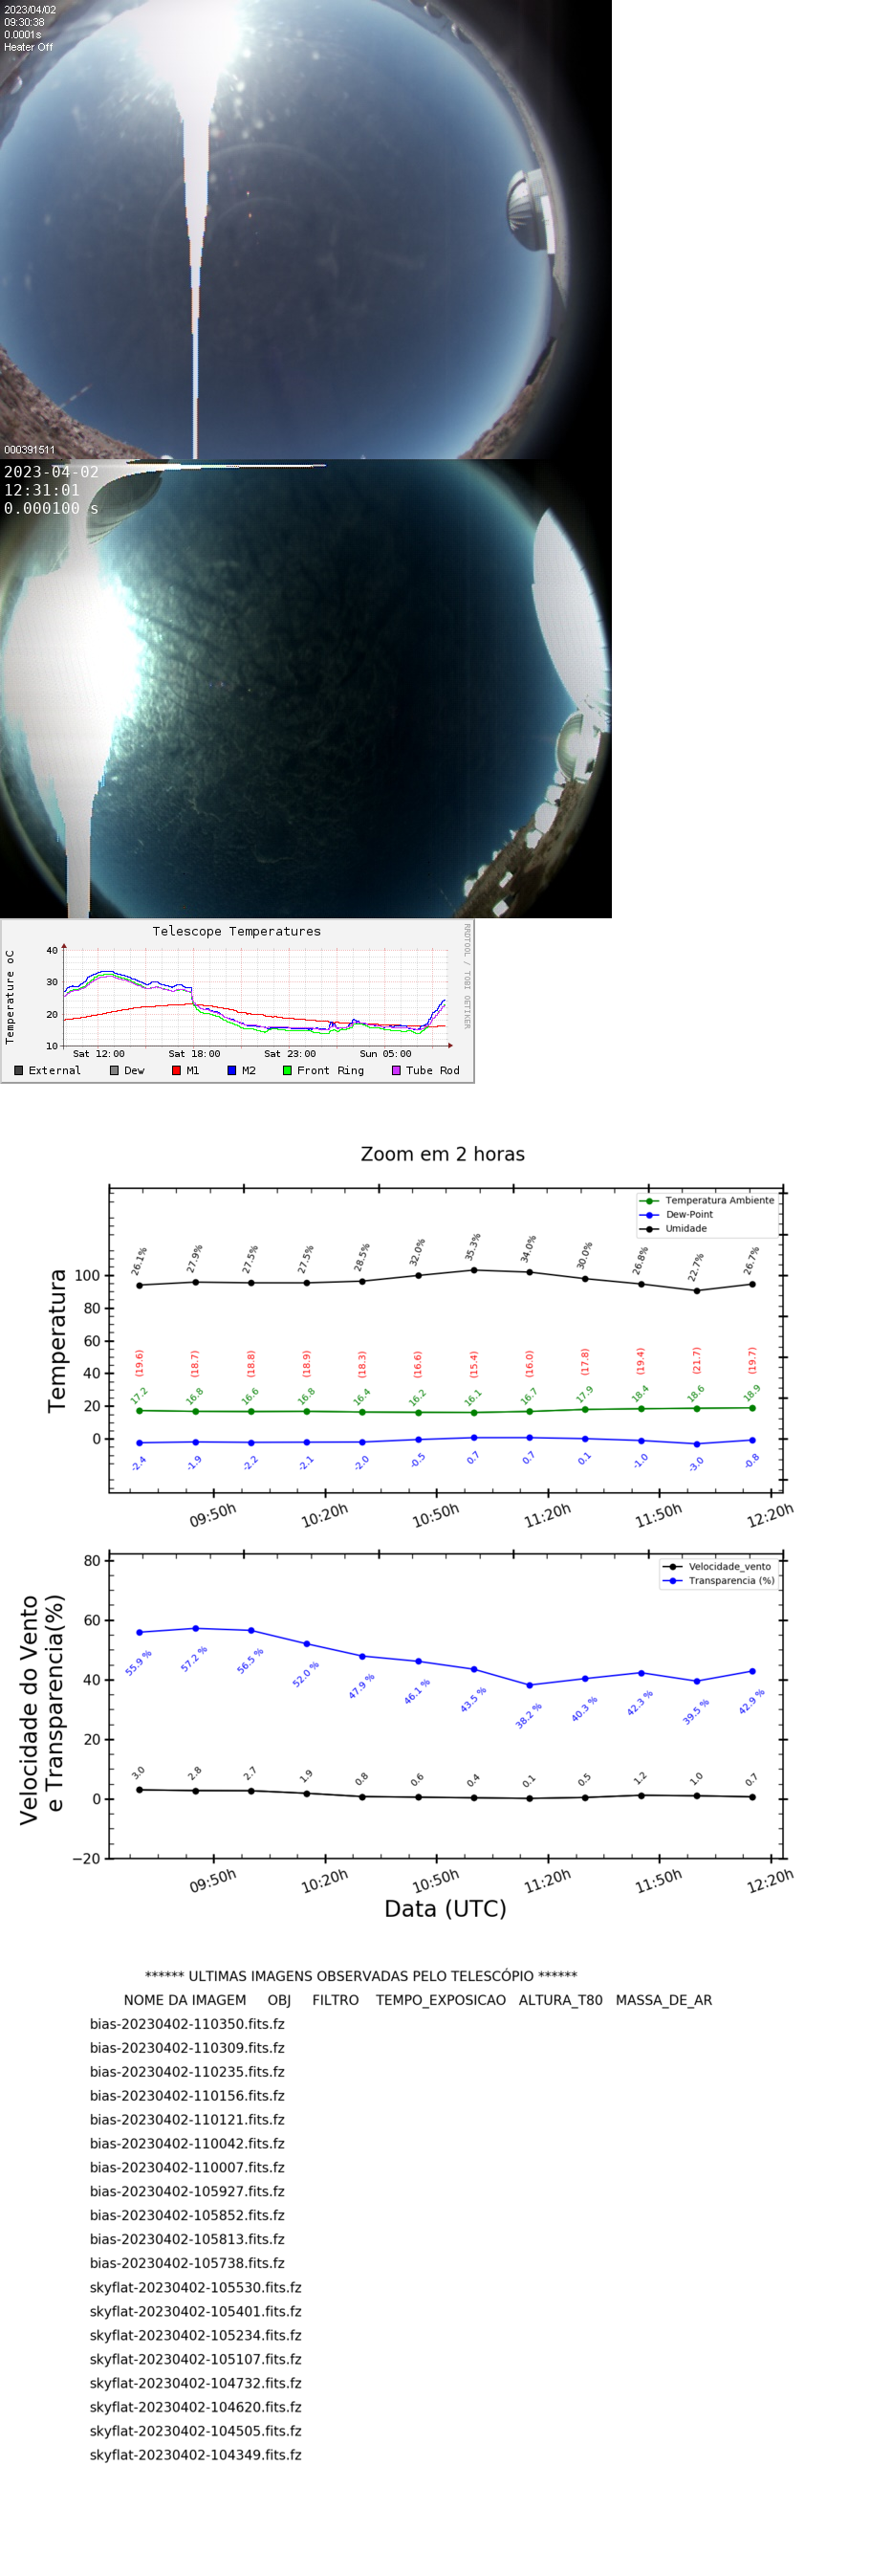 2023/04/02
09:30:38
0.0001s
Heater Off
000391511
2023-04-02
12:31:01
0.000100 s
Telescope Temperatures
RRDTOOL / TOBI OETIKER
Temperature oC
40
30
20
10
Sat 12:00 Sat 18:00 Sat 23:00 Sun 05:00
External Dew M1 M2 Front Ring Tube Rod
Zoom em 2 horas
Temperatura Ambiente
Dew-Point
Umidade
Temperatura
100
80
60
40
20
0
26.1% 27.9% 27.5% 27.5% 28.5% 32.0% 35.3% 34.0% 30.0% 26.8% 22.7% 26.7%
(19.6) (18.7) (18.8) (18.9) (18.3) (16.6) (15.4) (16.0) (17.8) (19.4) (21.7) (19.7)
17.2 16.8 16.6 16.8 16.4 16.2 16.1 16.7 17.9 18.4 18.6 18.9
-2.4 -1.9 -2.2 -2.1 -2.0 -0.5 0.7 0.7 0.1 -1.0 -3.0 -0.8
09:50h 10:20h 10:50h 11:20h 11:50h 12:20h
Velocidade_vento
Transparencia (%)
Velocidade do Vento
e Transparencia(%)
80
60
40
20
0
−20
55.9 % 57.2 % 56.5 % 52.0 % 47.9 % 46.1 % 43.5 % 38.2 % 40.3 % 42.3 % 39.5 % 42.9 %
3.0 2.8 2.7 1.9 0.8 0.6 0.4 0.1 0.5 1.2 1.0 0.7
09:50h 10:20h 10:50h 11:20h 11:50h 12:20h
Data (UTC)
****** ULTIMAS IMAGENS OBSERVADAS PELO TELESCÓPIO ******
NOME DA IMAGEM OBJ FILTRO TEMPO_EXPOSICAO ALTURA_T80 MASSA_DE_AR
bias-20230402-110350.fits.fz
bias-20230402-110309.fits.fz
bias-20230402-110235.fits.fz
bias-20230402-110156.fits.fz
bias-20230402-110121.fits.fz
bias-20230402-110042.fits.fz
bias-20230402-110007.fits.fz
bias-20230402-105927.fits.fz
bias-20230402-105852.fits.fz
bias-20230402-105813.fits.fz
bias-20230402-105738.fits.fz
skyflat-20230402-105530.fits.fz
skyflat-20230402-105401.fits.fz
skyflat-20230402-105234.fits.fz
skyflat-20230402-105107.fits.fz
skyflat-20230402-104732.fits.fz
skyflat-20230402-104620.fits.fz
skyflat-20230402-104505.fits.fz
skyflat-20230402-104349.fits.fz